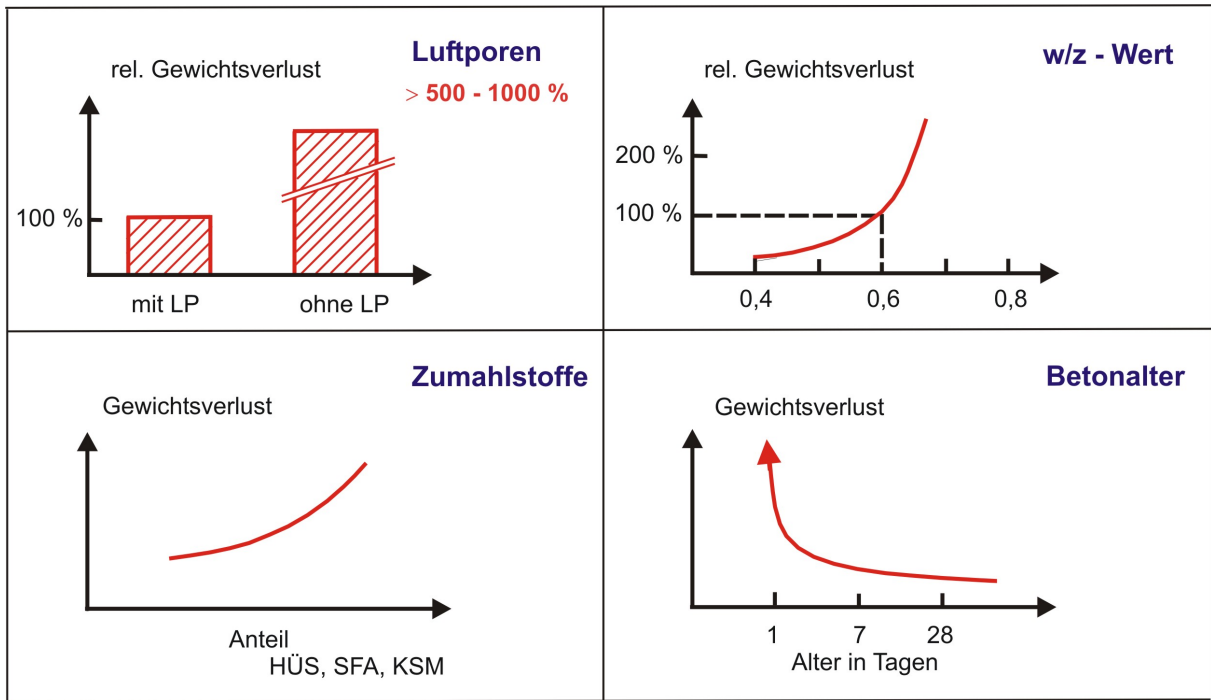 Luftporen
rel. Gewichtsverlust
> 500 - 1000 %
100 %
mit LP
ohne LP
w/z - Wert
rel. Gewichtsverlust
200 %
100 %
0,4
0,6
0,8
Zumahlstoffe
Gewichtsverlust
Anteil
HÜS, SFA, KSM
Betonalter
Gewichtsverlust
1
7
28
Alter in Tagen